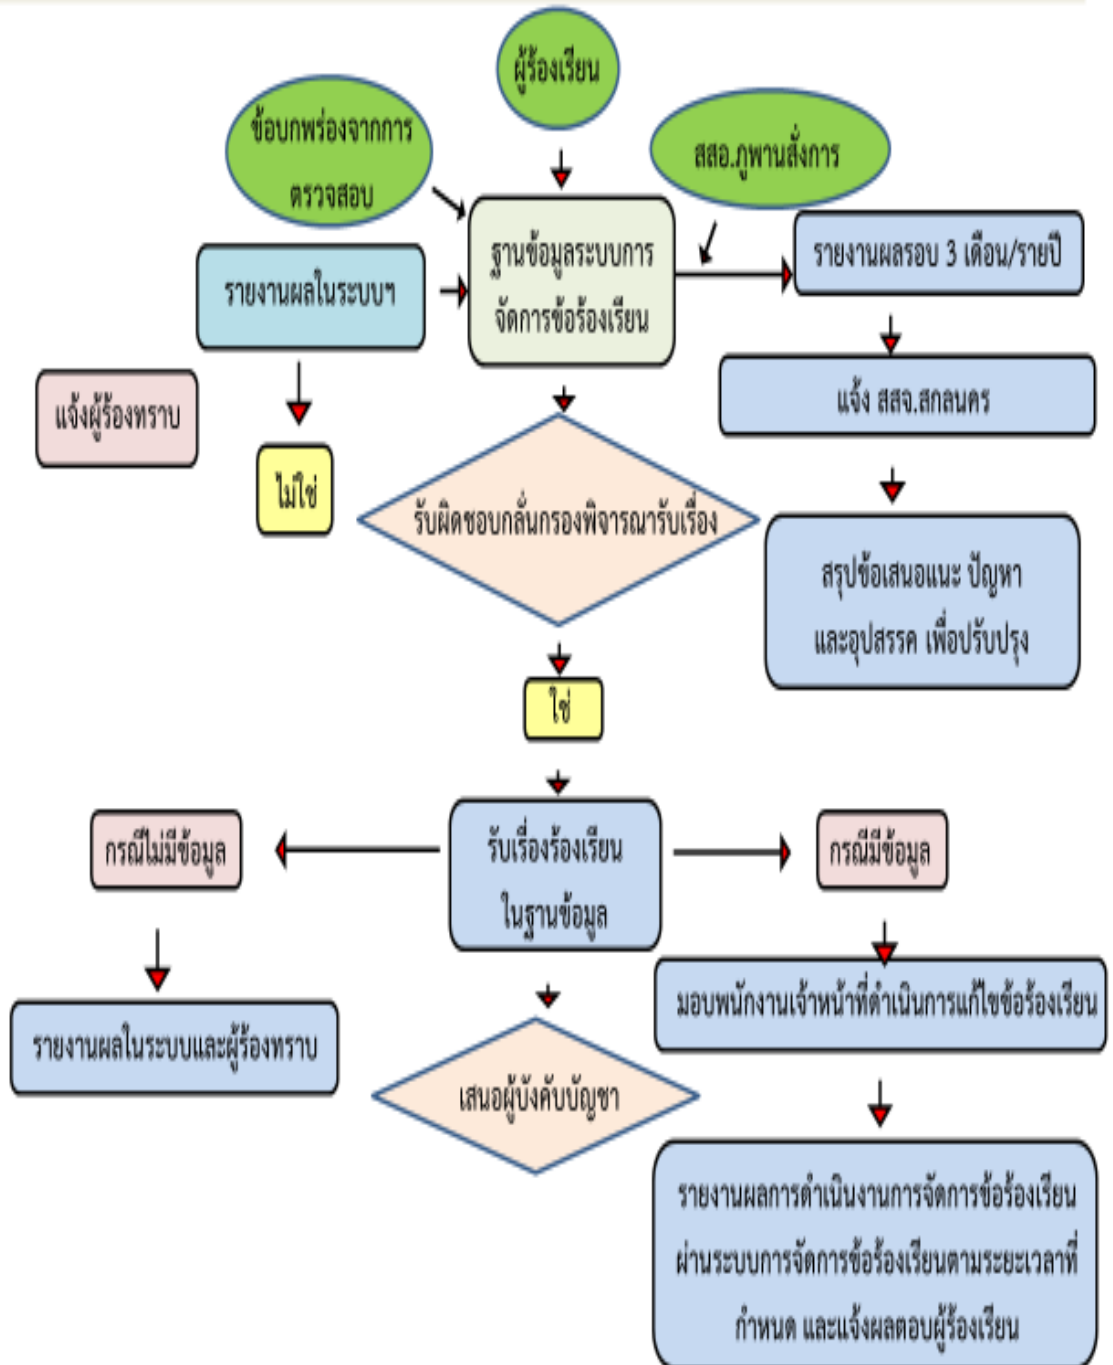 ผู้ร้องเรียน
ข้อบกพร่องจากการ
ตรวจสอบ
สสอ.ภูพานสั่งการ
ฐานข้อมูลระบบการ
จัดการข้อร้องเรียน
รายงานผลรอบ 3 เดือน/รายปี
รายงานผลในระบบฯ
แจ้งผู้ร้องทราบ
แจ้ง สสจ.สกลนคร
ไม่ใช่
รับผิดชอบกลั่นกรองพิจารณารับเรื่อง
สรุปข้อเสนอแนะ ปัญหา
และอุปสรรค เพื่อปรับปรุง
ใช่
กรณีไม่มีข้อมูล
รับเรื่องร้องเรียน
ในฐานข้อมูล
กรณีมีข้อมูล
มอบพนักงานเจ้าหน้าที่ดำเนินการแก้ไขข้อร้องเรียน
รายงานผลในระบบและผู้ร้องทราบ
เสนอผู้บังคับบัญชา
รายงานผลการดำเนินงานการจัดการข้อร้องเรียน
ผ่านระบบการจัดการข้อร้องเรียนตามระยะเวลาที่
กำหนด และแจ้งผลตอบผู้ร้องเรียน